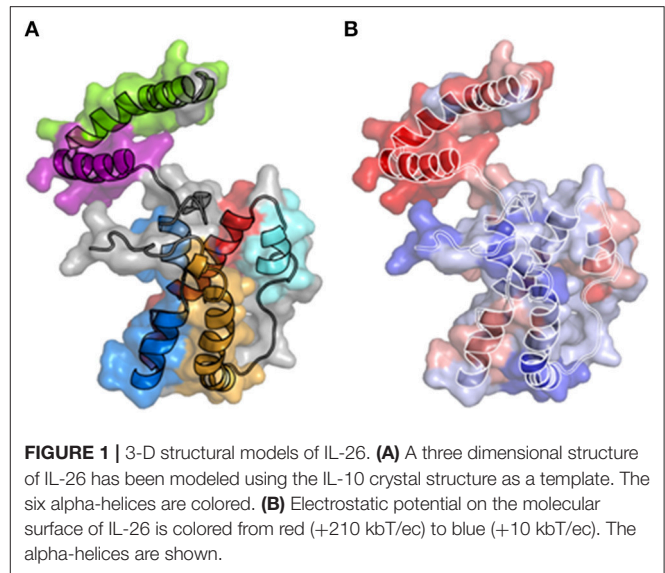 A
B
FIGURE 1 | 3-D structural models of IL-26. (A) A three dimensional structure
of IL-26 has been modeled using the IL-10 crystal structure as a template. The
six alpha-helices are colored. (B) Electrostatic potential on the molecular
surface of IL-26 is colored from red (+210 kbT/ec) to blue (+10 kbT/ec). The
alpha-helices are shown.